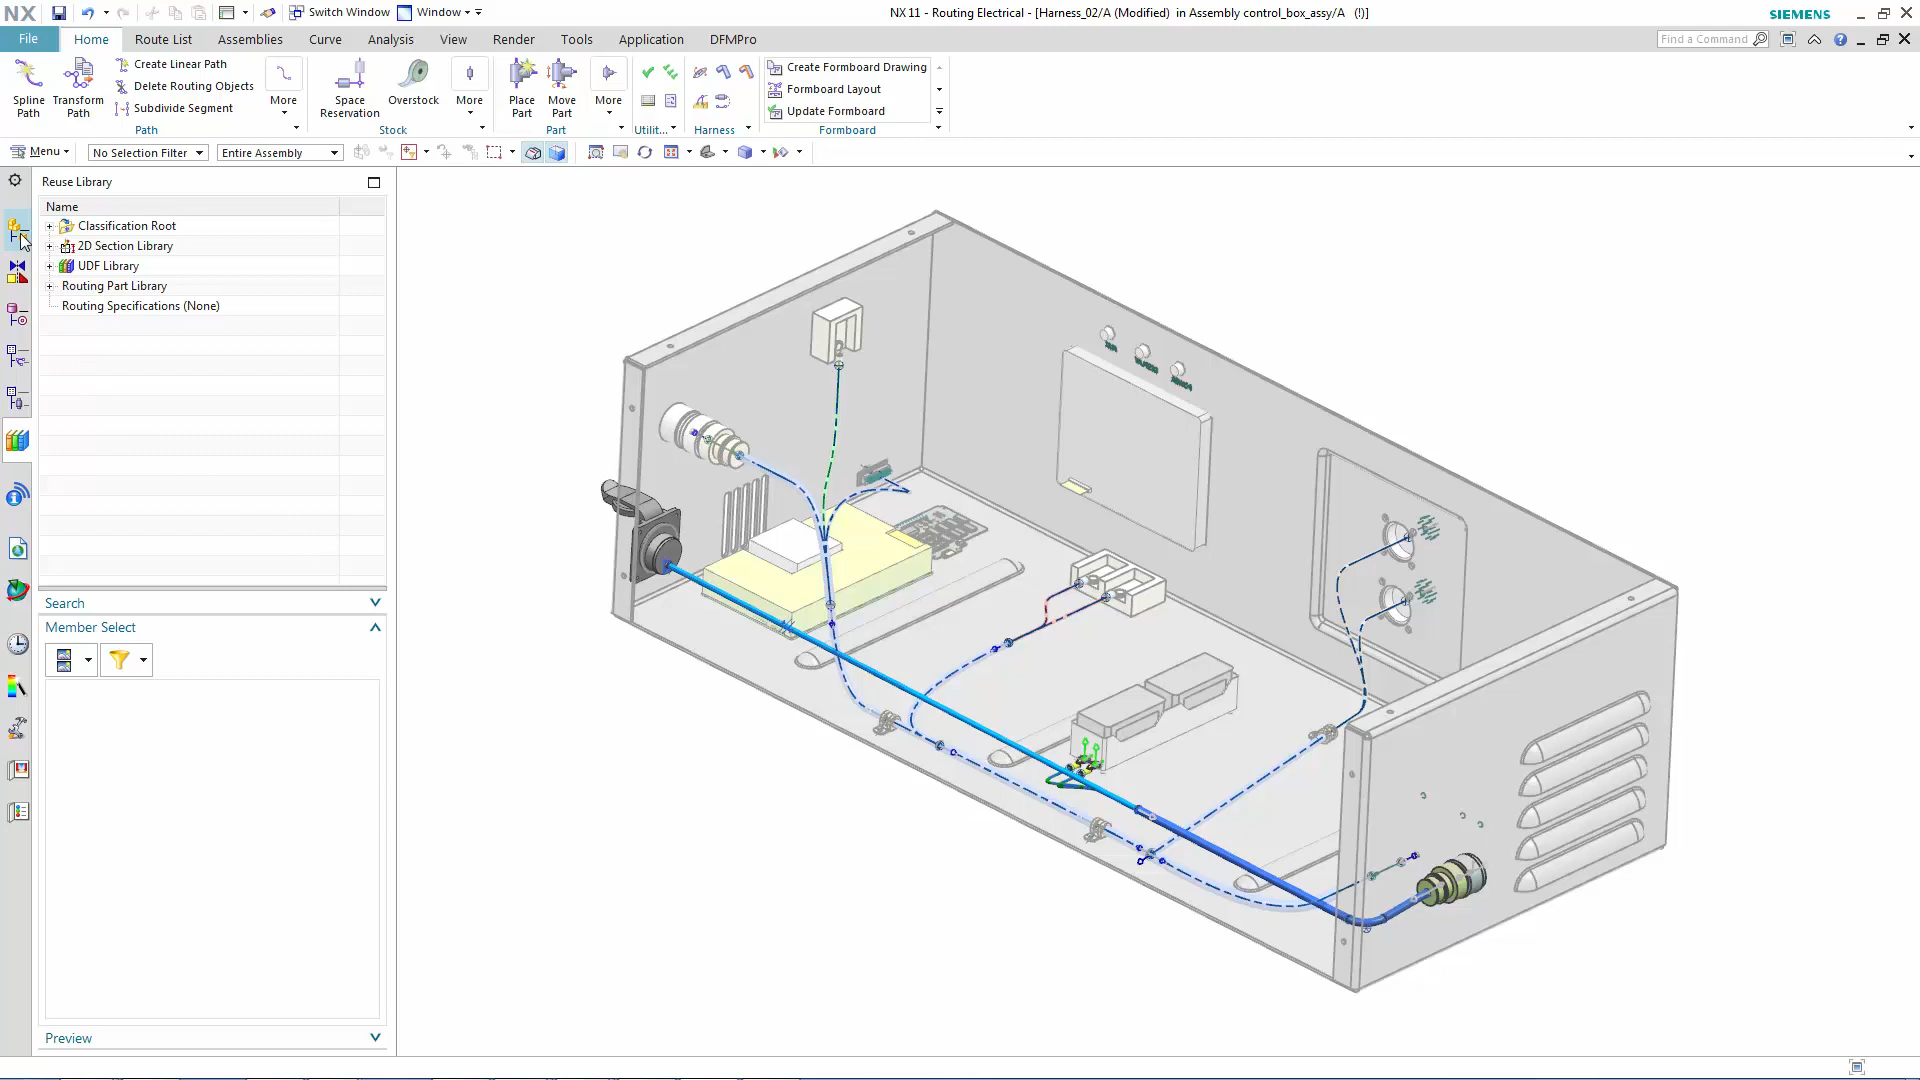 NX Switch Window Window NX 11 - Routing Electrical - [Harness_02/A (Modified) in Assembly control_box_assy/A (!)] SIEMENS
File Home Route List Assemblies Curve Analysis View Render Tools Application DFMPro Find a Command
Spline Path
Transform Path
Create Linear Path
Delete Routing Objects
Subdivide Segment
More
Path
Space Reservation
Overstock
More
Stock
Place Part
Move Part
More
Part
Utilit...
Harness
Create Formboard Drawing
Formboard Layout
Update Formboard
Formboard
Menu No Selection Filter Entire Assembly
Reuse Library
Name
Classification Root
2D Section Library
UDF Library
Routing Part Library
Routing Specifications (None)
Search
Member Select
Preview